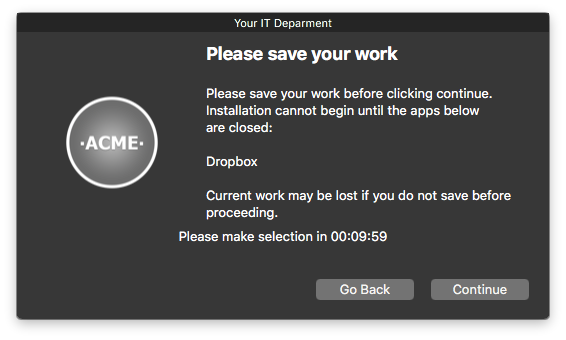 Your IT Deparment
Please save your work
Please save your work before clicking continue.
Installation cannot begin until the apps below
are closed:
·ACME·
Dropbox
Current work may be lost if you do not save before
proceeding.
Please make selection in 00:09:59
Go Back
Continue